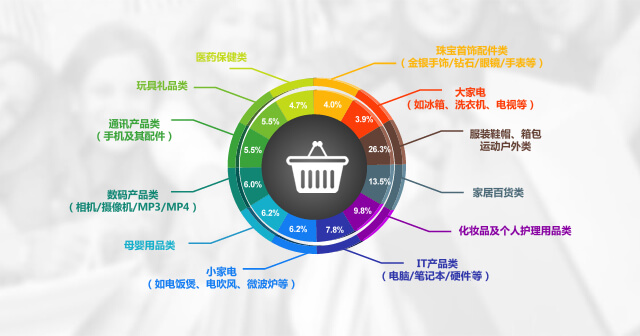 医药保健类
珠宝首饰配件类
（金银手饰/钻石/眼镜/手表等）
玩具礼品类
大家电
（如冰箱、洗衣机、电视等）
通讯产品类
（手机及其配件）
服装鞋帽、箱包
运动户外类
数码产品类
（相机/摄像机/MP3/MP4）
家居百货类
母婴用品类
化妆品及个人护理用品类
小家电
（如电饭煲、电吹风、微波炉等）
IT产品类
（电脑/笔记本/硬件等）
4.7%
4.0%
5.5%
3.9%
5.5%
26.3%
6.0%
13.5%
6.2%
9.8%
6.2%
7.8%